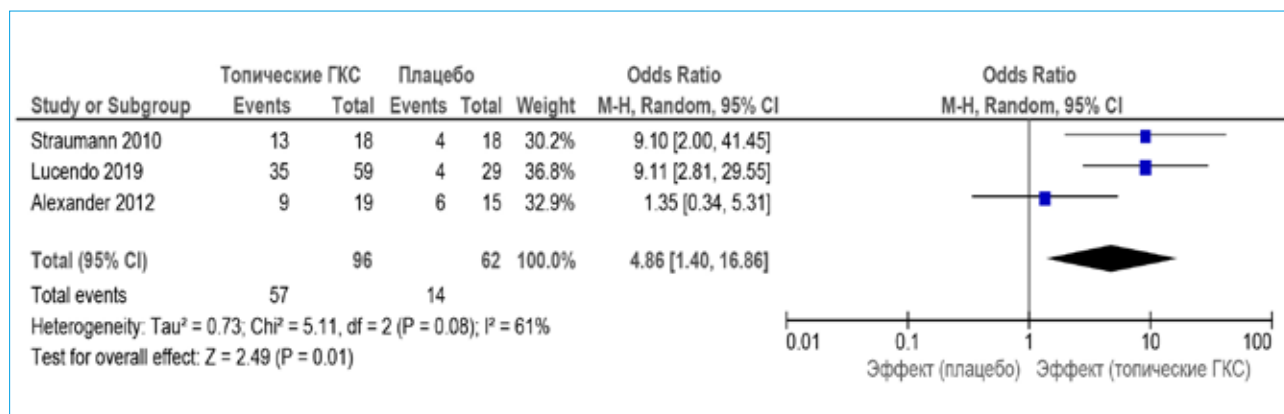 Топические ГКС Плацебо Odds Ratio Odds Ratio
Study or Subgroup Events Total Events Total Weight M-H, Random, 95% CI M-H, Random, 95% CI
Straumann 2010 13 18 4 18 30.2% 9.10 [2.00, 41.45]
Lucendo 2019 35 59 4 29 36.8% 9.11 [2.81, 29.55]
Alexander 2012 9 19 6 15 32.9% 1.35 [0.34, 5.31]
Total (95% CI) 96 62 100.0% 4.86 [1.40, 16.86]
Total events 57 14
Heterogeneity: Tau² = 0.73; Chi² = 5.11, df = 2 (P = 0.08); I² = 61%
Test for overall effect: Z = 2.49 (P = 0.01)
0.01 0.1 1 10 100
Эффект (плацебо) Эффект (топические ГКС)